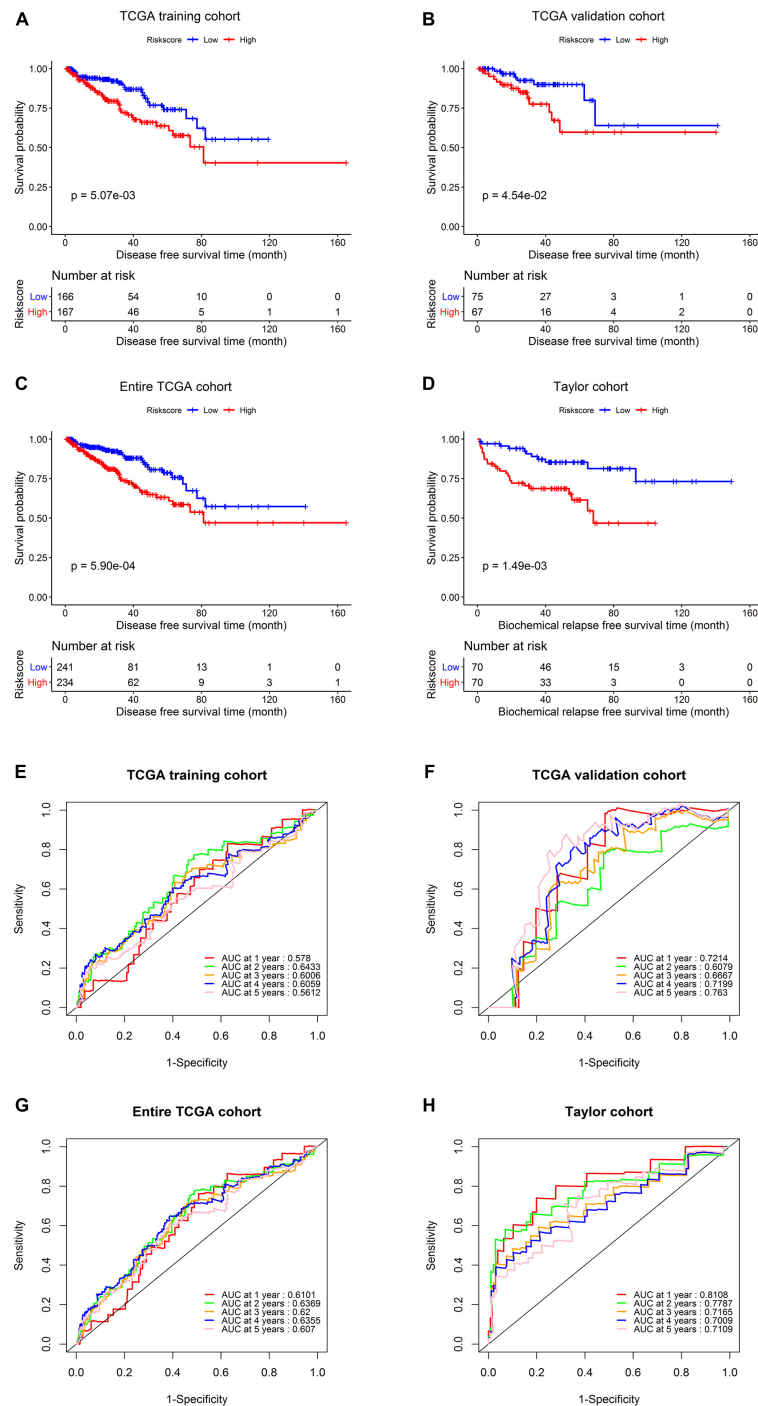 A
TCGA training cohort
Riskscore Low High
Survival probability
1.00
0.75
0.50
0.25
0.00
p = 5.07e-03
0 40 80 120 160
Disease free survival time (month)
Number at risk
Riskscore
Low 166 54 10 0 0
High 167 46 5 1 1
0 40 80 120 160
Disease free survival time (month)
B
TCGA validation cohort
Riskscore Low High
Survival probability
1.00
0.75
0.50
0.25
0.00
p = 4.54e-02
0 40 80 120 160
Disease free survival time (month)
Number at risk
Riskscore
Low 75 27 3 1 0
High 67 16 4 2 0
0 40 80 120 160
Disease free survival time (month)
C
Entire TCGA cohort
Riskscore Low High
Survival probability
1.00
0.75
0.50
0.25
0.00
p = 5.90e-04
0 40 80 120 160
Disease free survival time (month)
Number at risk
Riskscore
Low 241 81 13 1 0
High 234 62 9 3 1
0 40 80 120 160
Disease free survival time (month)
D
Taylor cohort
Riskscore Low High
Survival probability
1.00
0.75
0.50
0.25
0.00
p = 1.49e-03
0 40 80 120 160
Biochemical relapse free survival time (month)
Number at risk
Riskscore
Low 70 46 15 3 0
High 70 33 3 0 0
0 40 80 120 160
Biochemical relapse free survival time (month)
E
TCGA training cohort
Sensitivity
0.0 0.2 0.4 0.6 0.8 1.0
AUC at 1 year : 0.578
AUC at 2 years : 0.6433
AUC at 3 years : 0.6006
AUC at 4 years : 0.6059
AUC at 5 years : 0.5612
0.0 0.2 0.4 0.6 0.8 1.0
1-Specificity
F
TCGA validation cohort
Sensitivity
0.0 0.2 0.4 0.6 0.8 1.0
AUC at 1 year : 0.7214
AUC at 2 years : 0.6079
AUC at 3 years : 0.6667
AUC at 4 years : 0.7199
AUC at 5 years : 0.763
0.0 0.2 0.4 0.6 0.8 1.0
1-Specificity
G
Entire TCGA cohort
Sensitivity
0.0 0.2 0.4 0.6 0.8 1.0
AUC at 1 year : 0.6101
AUC at 2 years : 0.6369
AUC at 3 years : 0.62
AUC at 4 years : 0.6355
AUC at 5 years : 0.607
0.0 0.2 0.4 0.6 0.8 1.0
1-Specificity
H
Taylor cohort
Sensitivity
0.0 0.2 0.4 0.6 0.8 1.0
AUC at 1 year : 0.8108
AUC at 2 years : 0.7787
AUC at 3 years : 0.7165
AUC at 4 years : 0.7009
AUC at 5 years : 0.7109
0.0 0.2 0.4 0.6 0.8 1.0
1-Specificity